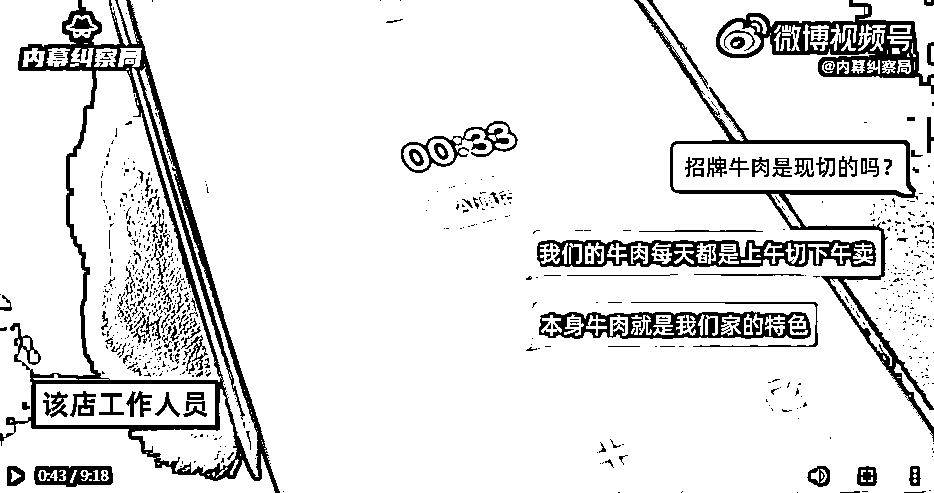 内幕纠察局
微博视频号
@内幕纠察局
00:33
招牌牛肉是现切的吗?
我们的牛肉每天都是上午切下午卖
本身牛肉就是我们家的特色
该店工作人员
0:43 / 9:18